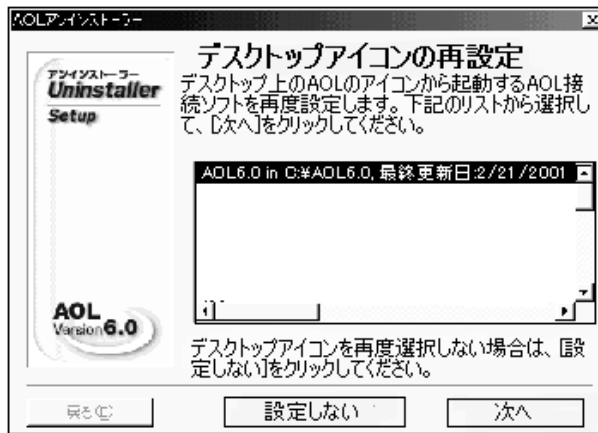 AOLアンインストーラー
アンインストーラー
Uninstaller
Setup
AOL
Version 6.0
デスクトップアイコンの再設定
デスクトップ上のAOLのアイコンから起動するAOL接
続ソフトを再度設定します。下記のリストから選択し
て、[次へ]をクリックしてください。
AOL6.0 in C:¥AOL6.0, 最終更新日:2/21/2001
デスクトップアイコンを再度選択しない場合は、[設
定しない]をクリックしてください。
戻る(E)
設定しない
次へ